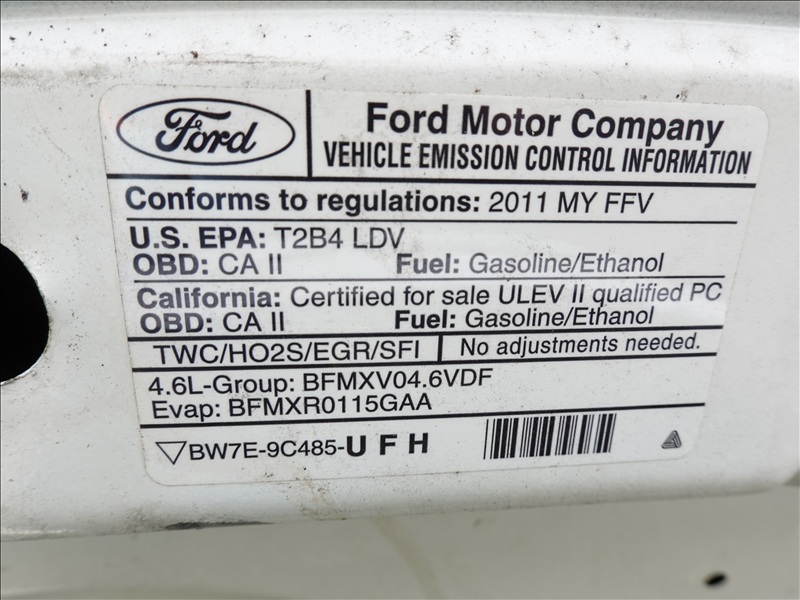 Ford
Ford Motor Company
VEHICLE EMISSION CONTROL INFORMATION
Conforms to regulations: 2011 MY FFV
U.S. EPA: T2B4 LDV
OBD: CA II Fuel: Gasoline/Ethanol
California: Certified for sale ULEV II qualified PC
OBD: CA II Fuel: Gasoline/Ethanol
TWC/HO2S/EGR/SFI No adjustments needed.
4.6L-Group: BFMXV04.6VDF
Evap: BFMXR0115GAA
BW7E-9C485-U F H